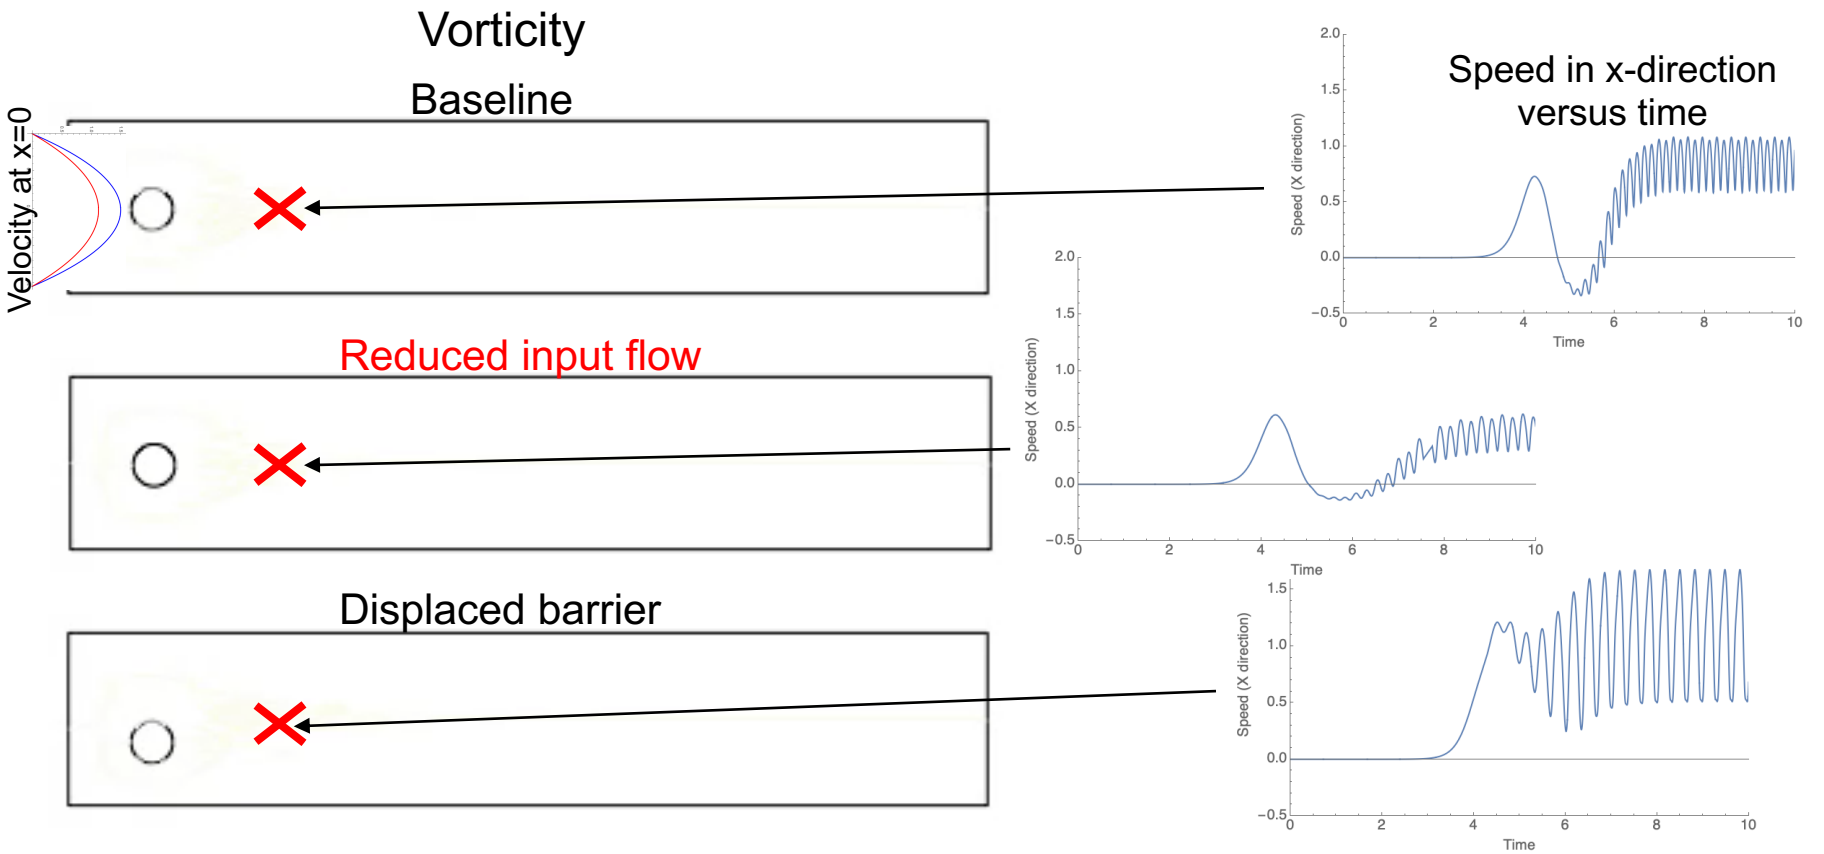 Vorticity
Baseline
Velocity at x=0
Speed in x-direction
versus time
2.0
1.5
1.0
0.5
0.0
−0.5
0 2 4 6 8 10
Speed (X direction)
Time
Reduced input flow
2.0
1.5
1.0
0.5
0.0
−0.5
0 2 4 6 8 10
Speed (X direction)
Time
Displaced barrier
1.5
1.0
0.5
0.0
−0.5
0 2 4 6 8 10
Speed (X direction)
Time